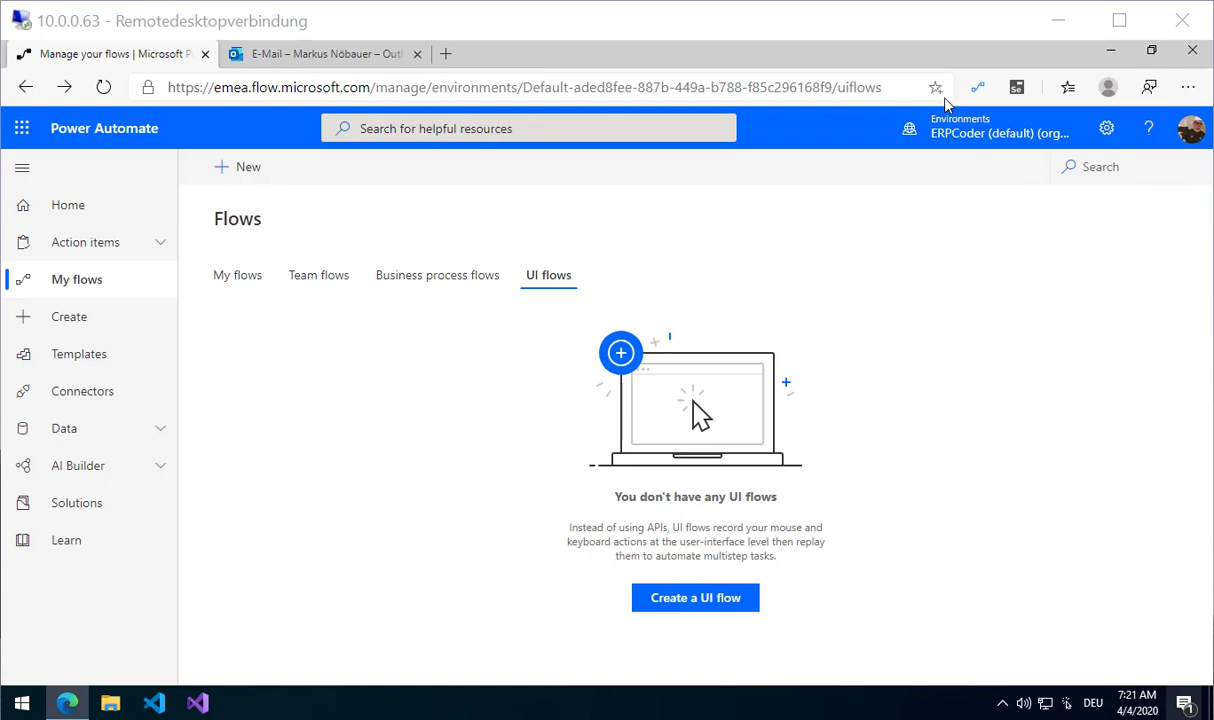 10.0.0.63 - Remotedesktopverbindung
Manage your flows | Microsoft P
E-Mail – Markus Nöbauer – Outl
https://emea.flow.microsoft.com/manage/environments/Default-aded8fee-887b-449a-b788-f85c296168f9/uiflows
Se
Power Automate
Search for helpful resources
Environments
ERPCoder (default) (org...
?
New
Search
Home
Action items
My flows
Create
Templates
Connectors
Data
AI Builder
Solutions
Learn
Flows
My flows
Team flows
Business process flows
UI flows
You don't have any UI flows
Instead of using APIs, UI flows record your mouse and
keyboard actions at the user-interface level then replay
them to automate multistep tasks.
Create a UI flow
DEU
7:21 AM
4/4/2020
1